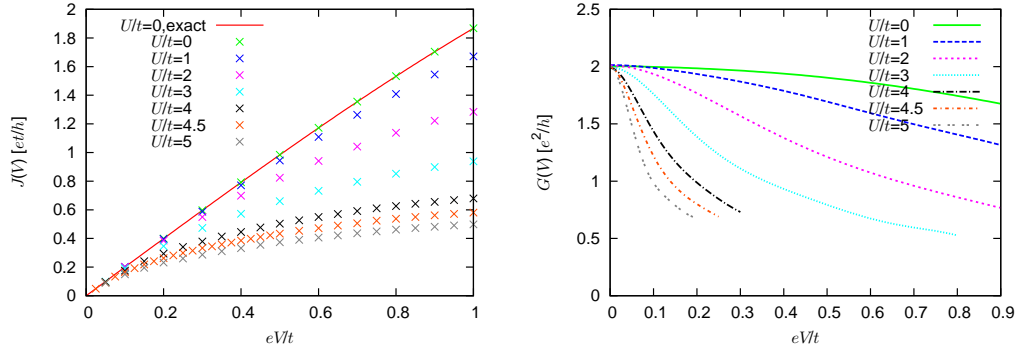 U/t=0,exact
U/t=0
U/t=1
U/t=2
U/t=3
U/t=4
U/t=4.5
U/t=5
J(V) [et/h]
2
1.8
1.6
1.4
1.2
1
0.8
0.6
0.4
0.2
0
0 0.2 0.4 0.6 0.8 1
eV/t
U/t=0
U/t=1
U/t=2
U/t=3
U/t=4
U/t=4.5
U/t=5
G(V) [e²/h]
2.5
2
1.5
1
0.5
0
0 0.1 0.2 0.3 0.4 0.5 0.6 0.7 0.8 0.9
eV/t